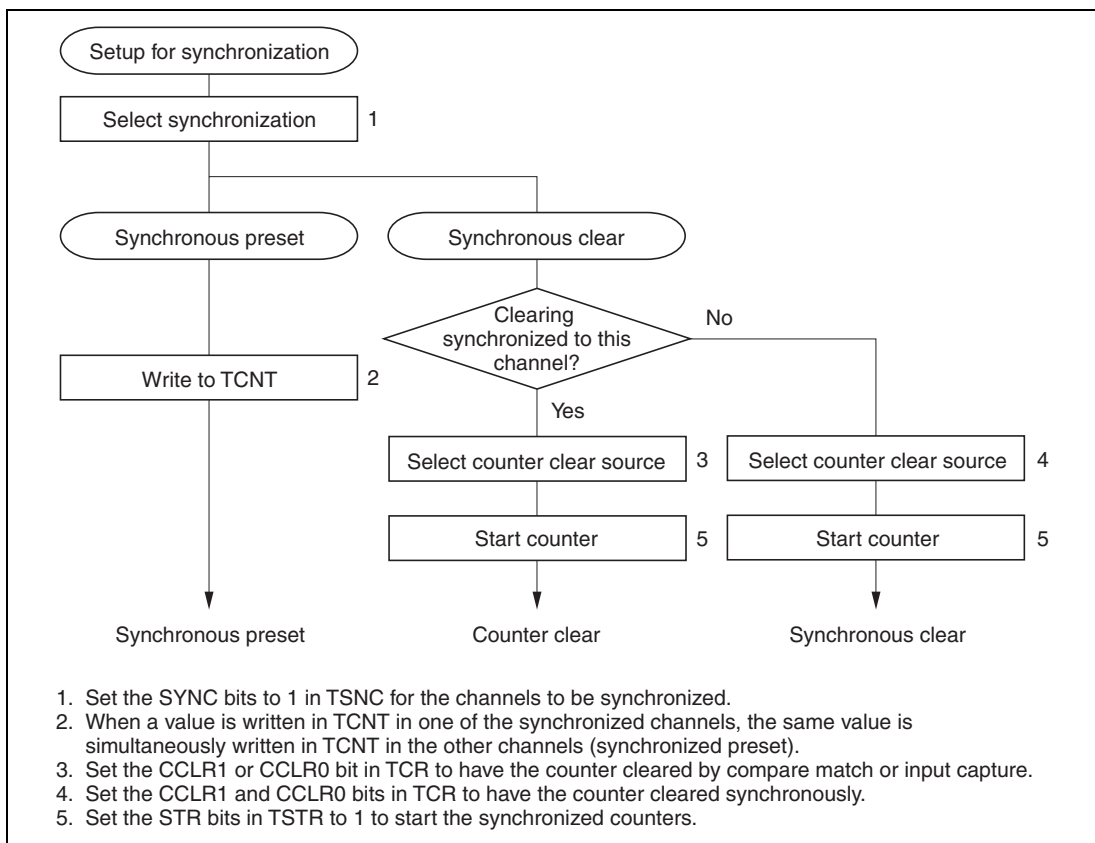 Setup for synchronization
Select synchronization 1
Synchronous preset
Synchronous clear
Clearing
synchronized to this
channel?
No
Write to TCNT 2
Yes
Select counter clear source 3
Select counter clear source 4
Start counter 5
Start counter 5
Synchronous preset
Counter clear
Synchronous clear
1. Set the SYNC bits to 1 in TSNC for the channels to be synchronized.
2. When a value is written in TCNT in one of the synchronized channels, the same value is
simultaneously written in TCNT in the other channels (synchronized preset).
3. Set the CCLR1 or CCLR0 bit in TCR to have the counter cleared by compare match or input capture.
4. Set the CCLR1 and CCLR0 bits in TCR to have the counter cleared synchronously.
5. Set the STR bits in TSTR to 1 to start the synchronized counters.